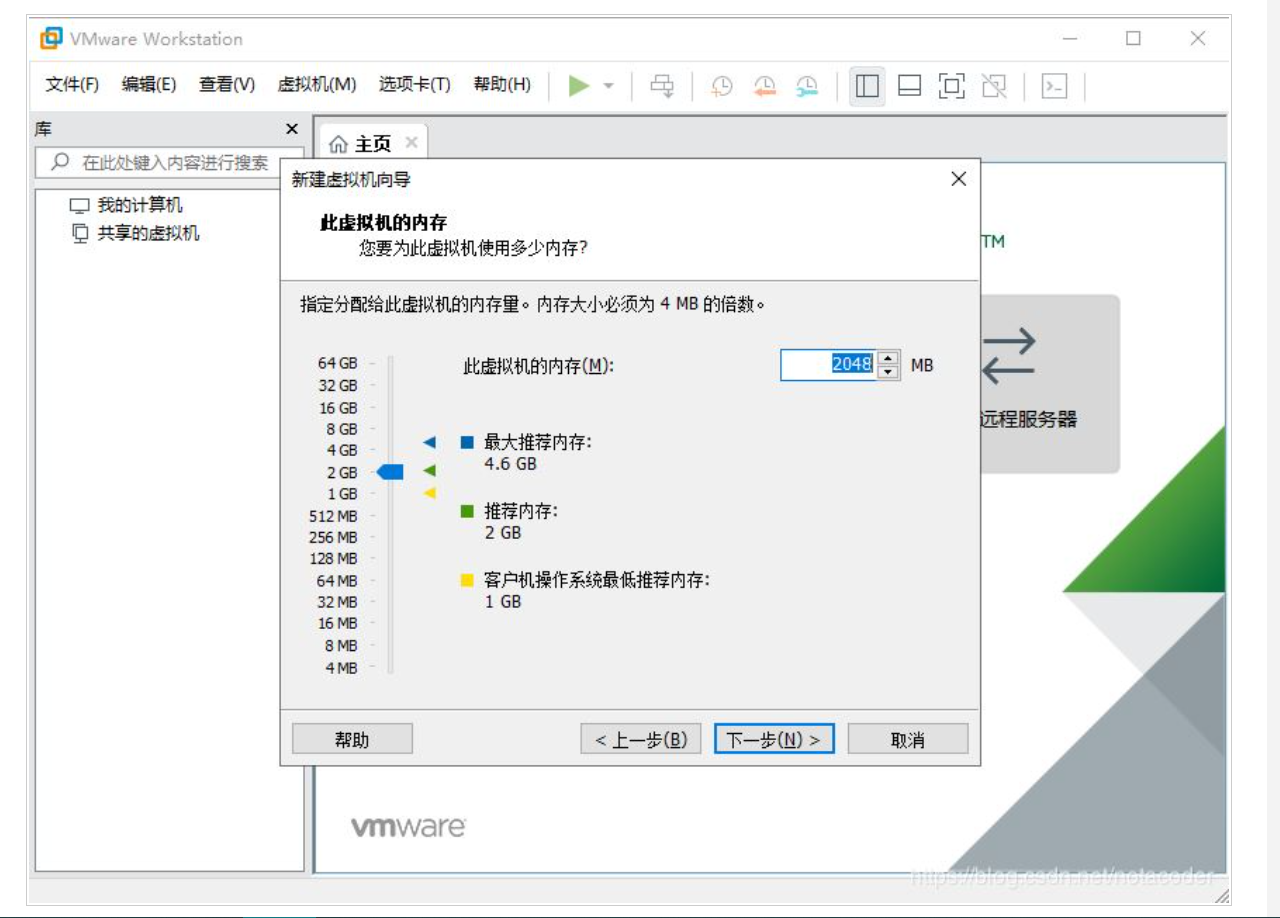 VMware Workstation
文件(F) 编辑(E) 查看(V) 虚拟机(M) 选项卡(T) 帮助(H)
库
主页
在此处键入内容进行搜索
我的计算机
共享的虚拟机
新建虚拟机向导
此虚拟机的内存
您要为此虚拟机使用多少内存?
TM
指定分配给此虚拟机的内存量。内存大小必须为 4 MB 的倍数。
此虚拟机的内存(M): 2048 MB
64 GB
32 GB
16 GB
8 GB
4 GB
2 GB
1 GB
512 MB
256 MB
128 MB
64 MB
32 MB
16 MB
8 MB
4 MB
最大推荐内存:
4.6 GB
推荐内存:
2 GB
客户机操作系统最低推荐内存:
1 GB
远程服务器
帮助 < 上一步(B) 下一步(N) > 取消
vmware
https://blog.csdn.net/notacoder